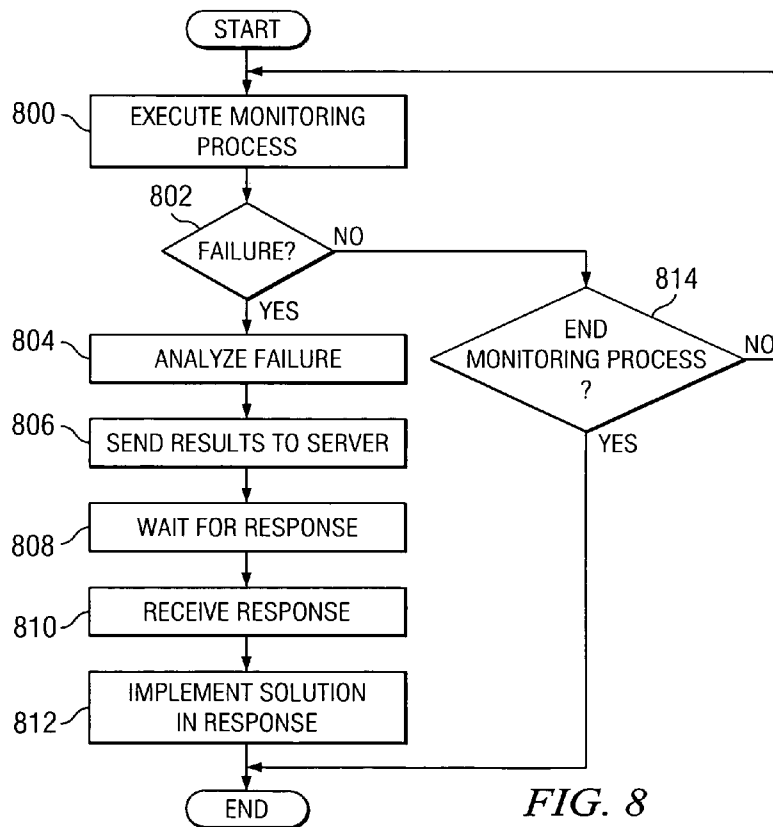 START
800
EXECUTE MONITORING
PROCESS
802
FAILURE?
NO
YES
814
END
MONITORING PROCESS
?
NO
YES
804
ANALYZE FAILURE
806
SEND RESULTS TO SERVER
808
WAIT FOR RESPONSE
810
RECEIVE RESPONSE
812
IMPLEMENT SOLUTION
IN RESPONSE
END
FIG. 8